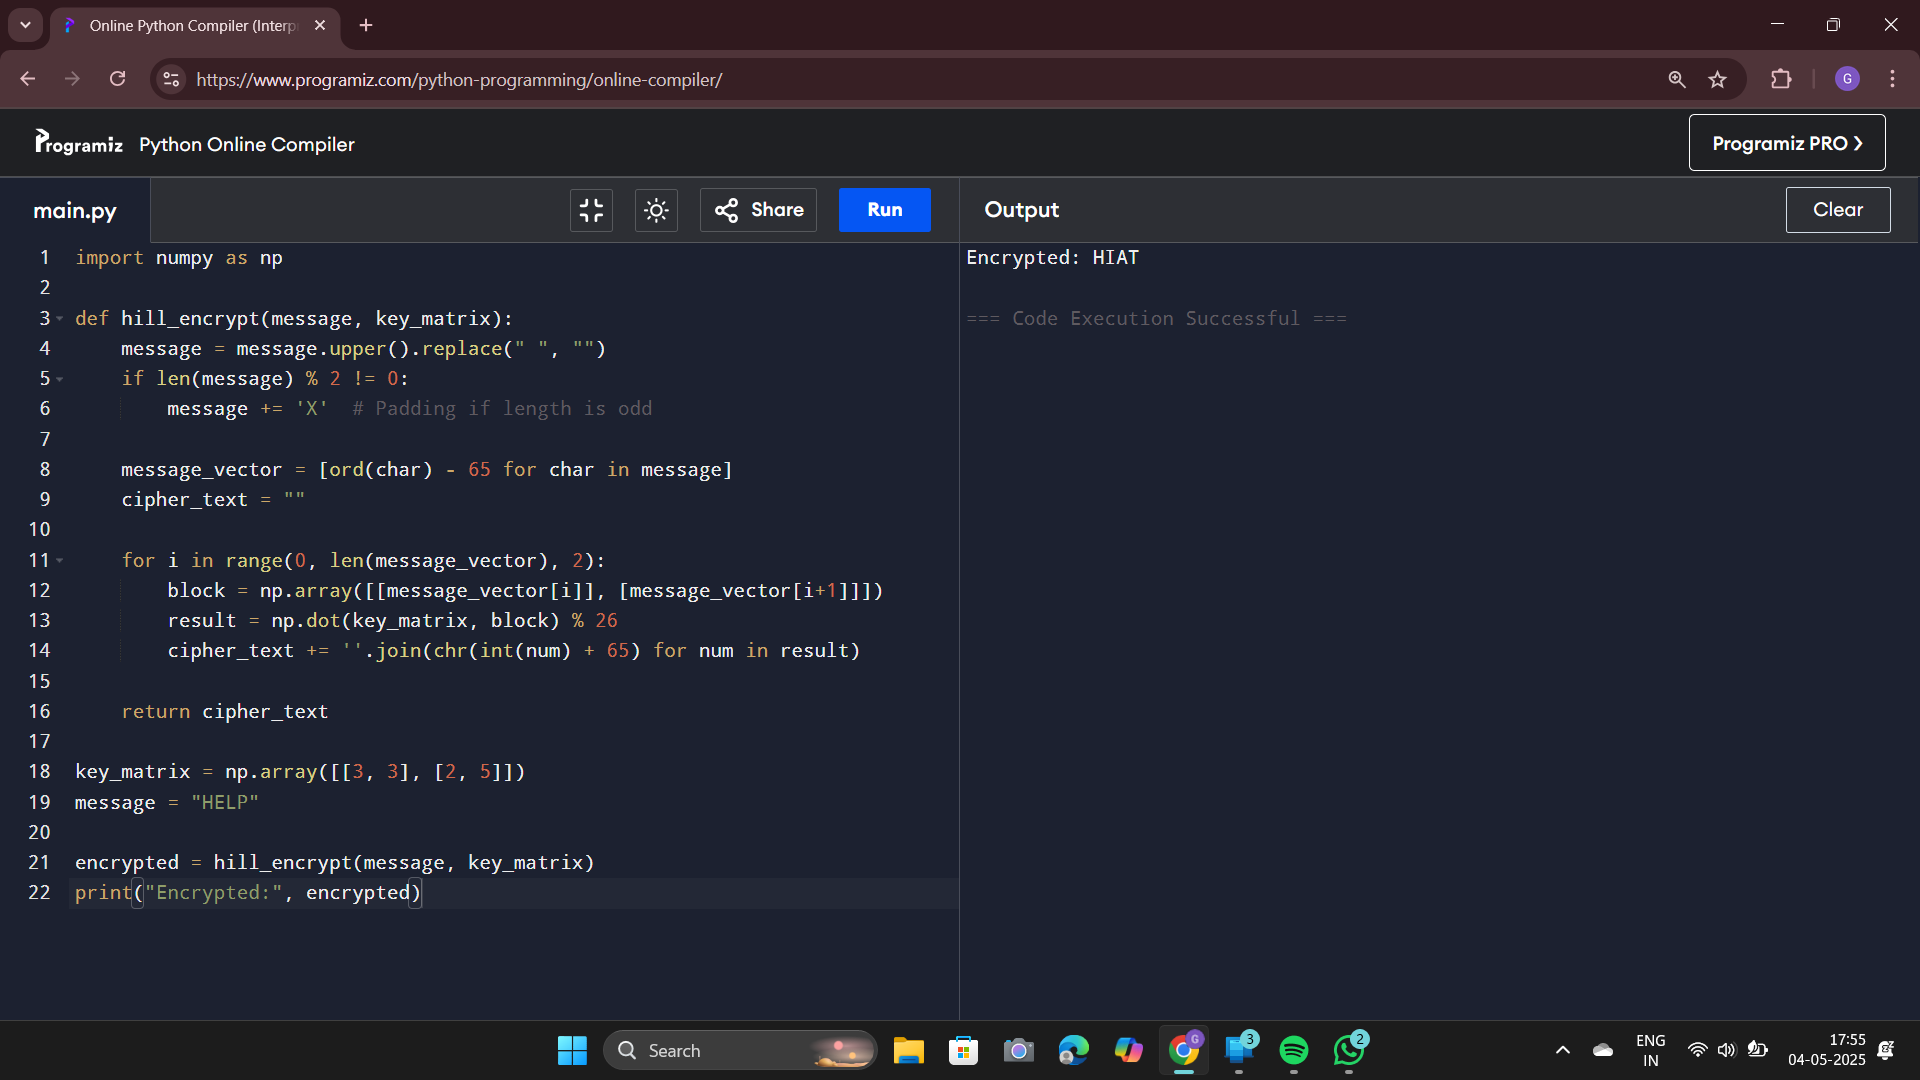 Online Python Compiler (Interp
https://www.programiz.com/python-programming/online-compiler/
G
Programiz Python Online Compiler
Programiz PRO ❯
main.py
Share
Run
Output
Clear
1 import numpy as np
2
3 def hill_encrypt(message, key_matrix):
4     message = message.upper().replace(" ", "")
5     if len(message) % 2 != 0:
6         message += 'X'  # Padding if length is odd
7
8     message_vector = [ord(char) - 65 for char in message]
9     cipher_text = ""
10
11     for i in range(0, len(message_vector), 2):
12         block = np.array([[message_vector[i]], [message_vector[i+1]]])
13         result = np.dot(key_matrix, block) % 26
14         cipher_text += ''.join(chr(int(num) + 65) for num in result)
15
16     return cipher_text
17
18 key_matrix = np.array([[3, 3], [2, 5]])
19 message = "HELP"
20
21 encrypted = hill_encrypt(message, key_matrix)
22 print("Encrypted:", encrypted)
Encrypted: HIAT
=== Code Execution Successful ===
Search
G
3
2
ENG
IN
17:55
04-05-2025